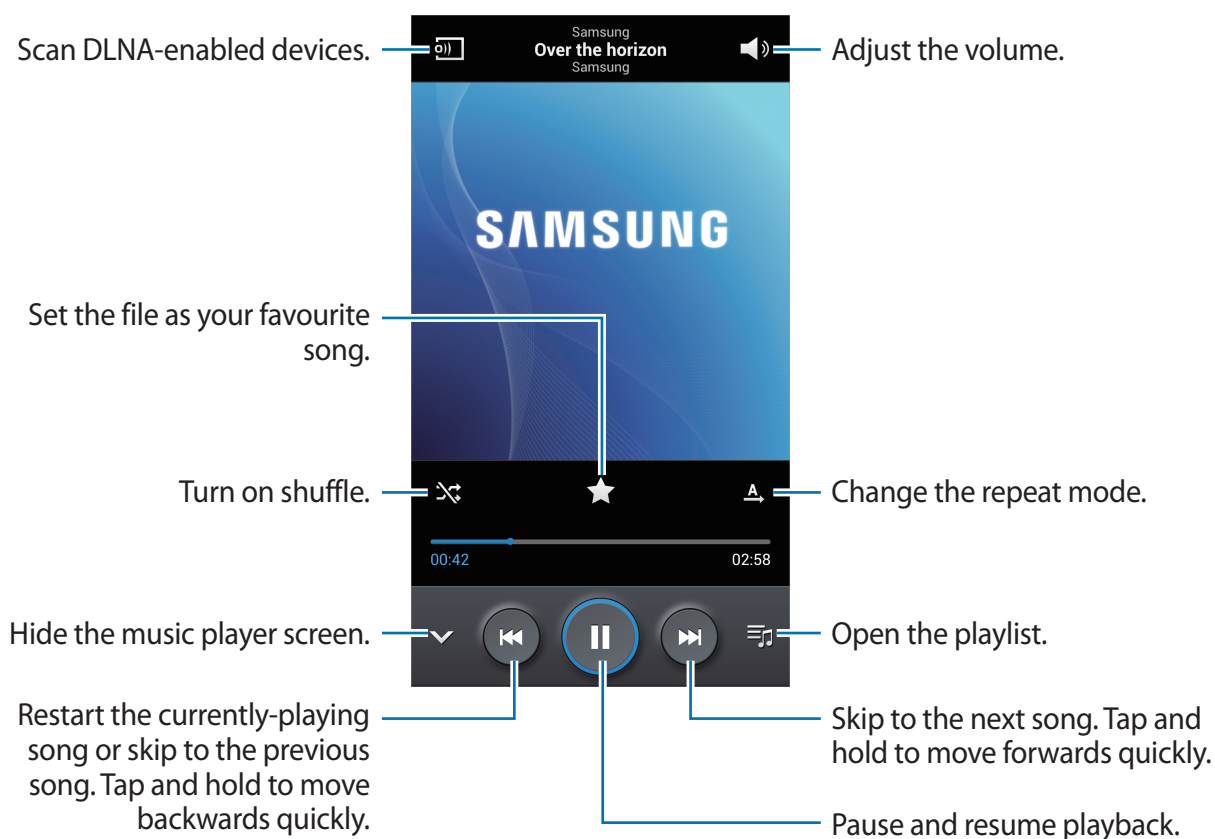 Samsung
Scan DLNA-enabled devices.
Over the horizon
Adjust the volume.
Samsung
SAMSUNG
Set the file as your favourite
song.
Turn on shuffle.
A
Change the repeat mode.
00:42
02:58
Hide the music player screen.
Open the playlist.
Restart the currently-playing
song or skip to the previous
song. Tap and hold to move
backwards quickly.
Skip to the next song. Tap and
hold to move forwards quickly.
Pause and resume playback.